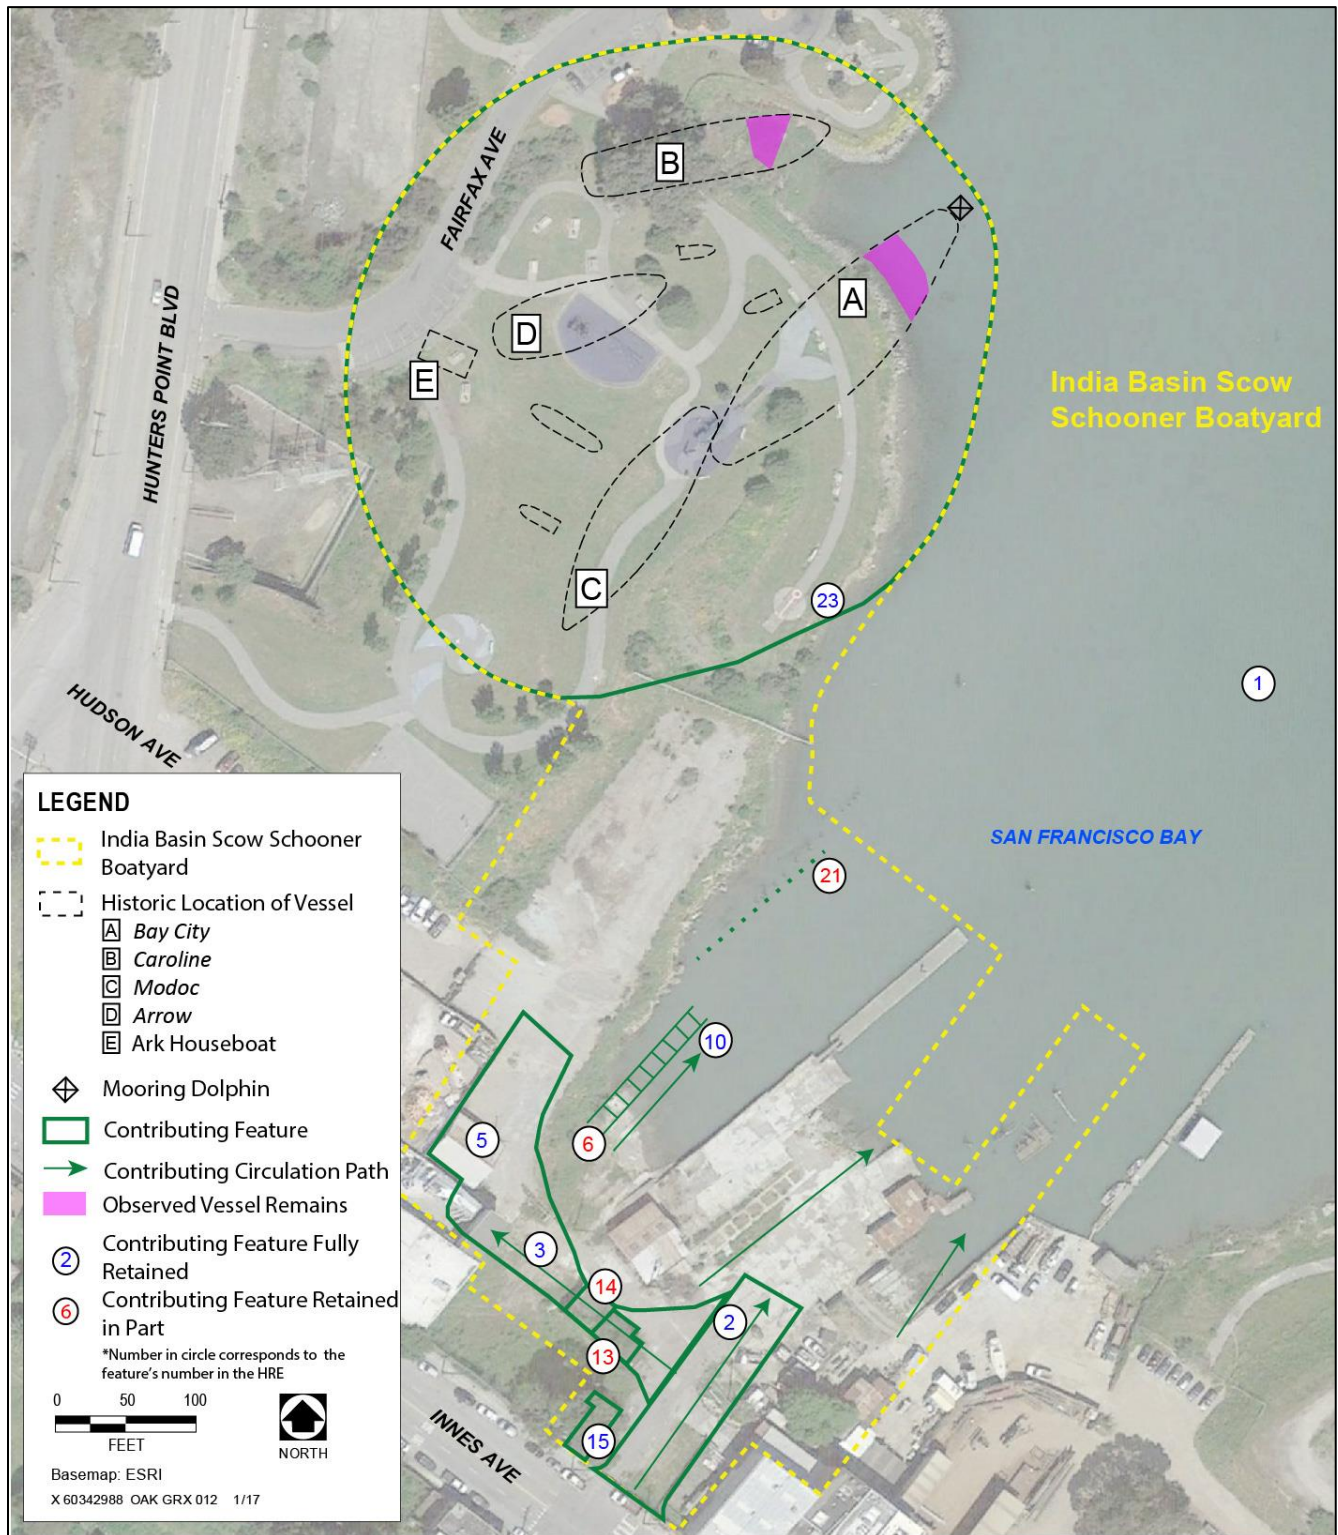 FAIRFAX AVE
B
A
D
E
HUNTERS POINT BLVD
India Basin Scow
Schooner Boatyard
C
23
1
HUDSON AVE
SAN FRANCISCO BAY
21
10
6
5
3
14
2
13
15
INNES AVE
LEGEND
India Basin Scow Schooner
Boatyard
Historic Location of Vessel
A Bay City
B Caroline
C Modoc
D Arrow
E Ark Houseboat
Mooring Dolphin
Contributing Feature
Contributing Circulation Path
Observed Vessel Remains
2 Contributing Feature Fully
Retained
6 Contributing Feature Retained
in Part
*Number in circle corresponds to the
feature's number in the HRE
0 50 100
FEET
NORTH
Basemap: ESRI
X 60342988 OAK GRX 012 1/17